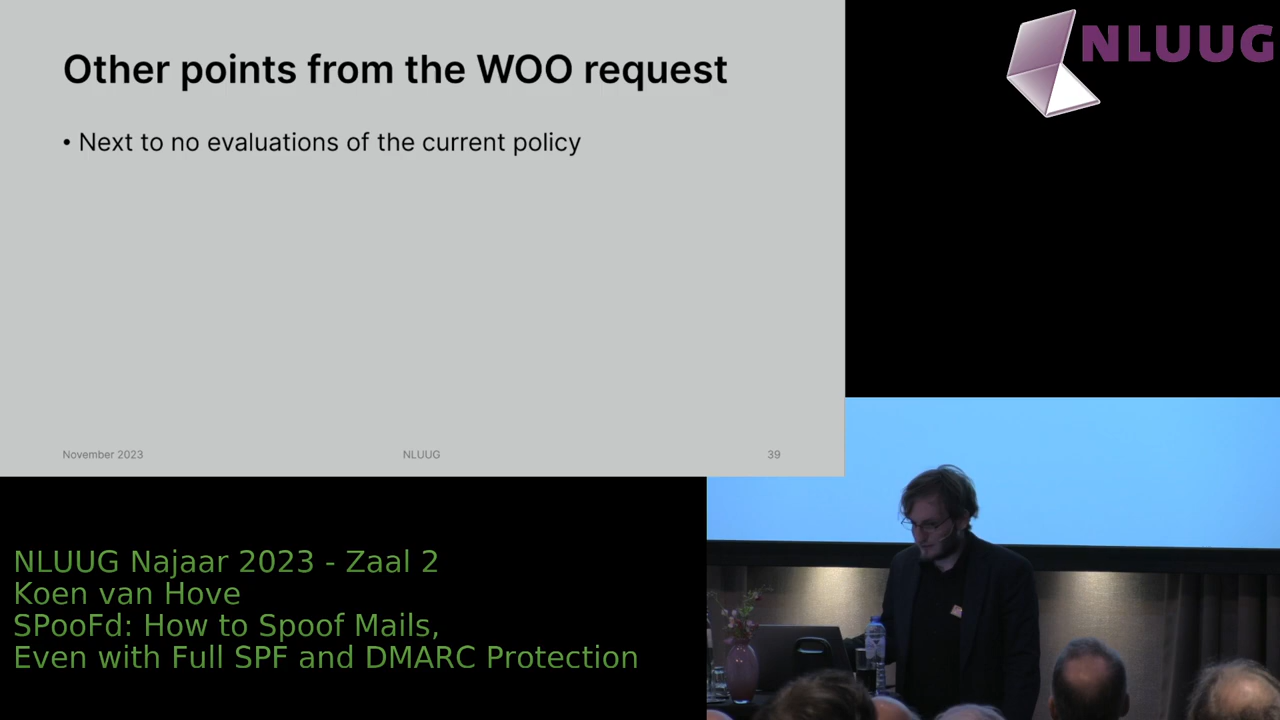 Other points from the WOO request
• Next to no evaluations of the current policy
November 2023
NLUUG
39
NLUUG
NLUUG Najaar 2023 - Zaal 2
Koen van Hove
SPooFd: How to Spoof Mails,
Even with Full SPF and DMARC Protection